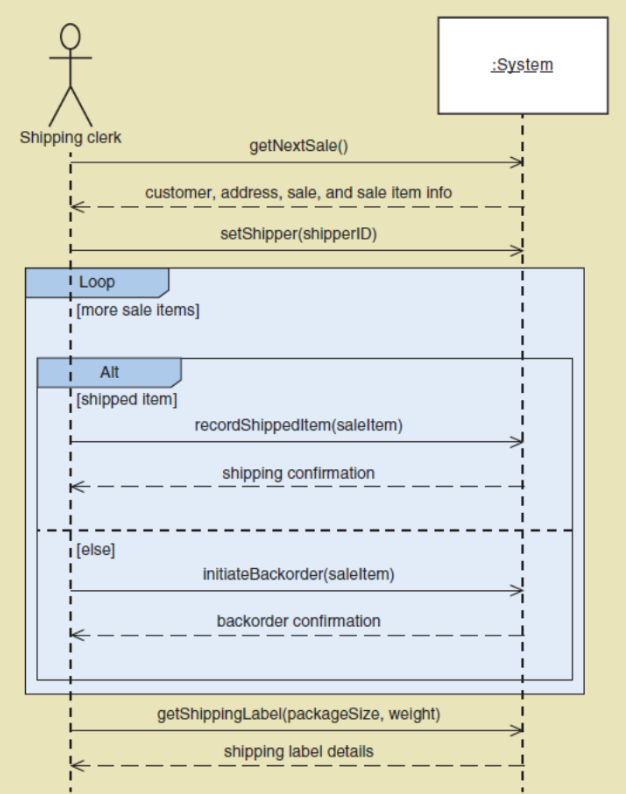 :System
Shipping clerk
getNextSale()
customer, address, sale, and sale item info
setShipper(shipperID)
Loop
[more sale items]
Alt
[shipped item]
recordShippedItem(saleItem)
shipping confirmation
[else]
initiateBackorder(saleItem)
backorder confirmation
getShippingLabel(packageSize, weight)
shipping label details